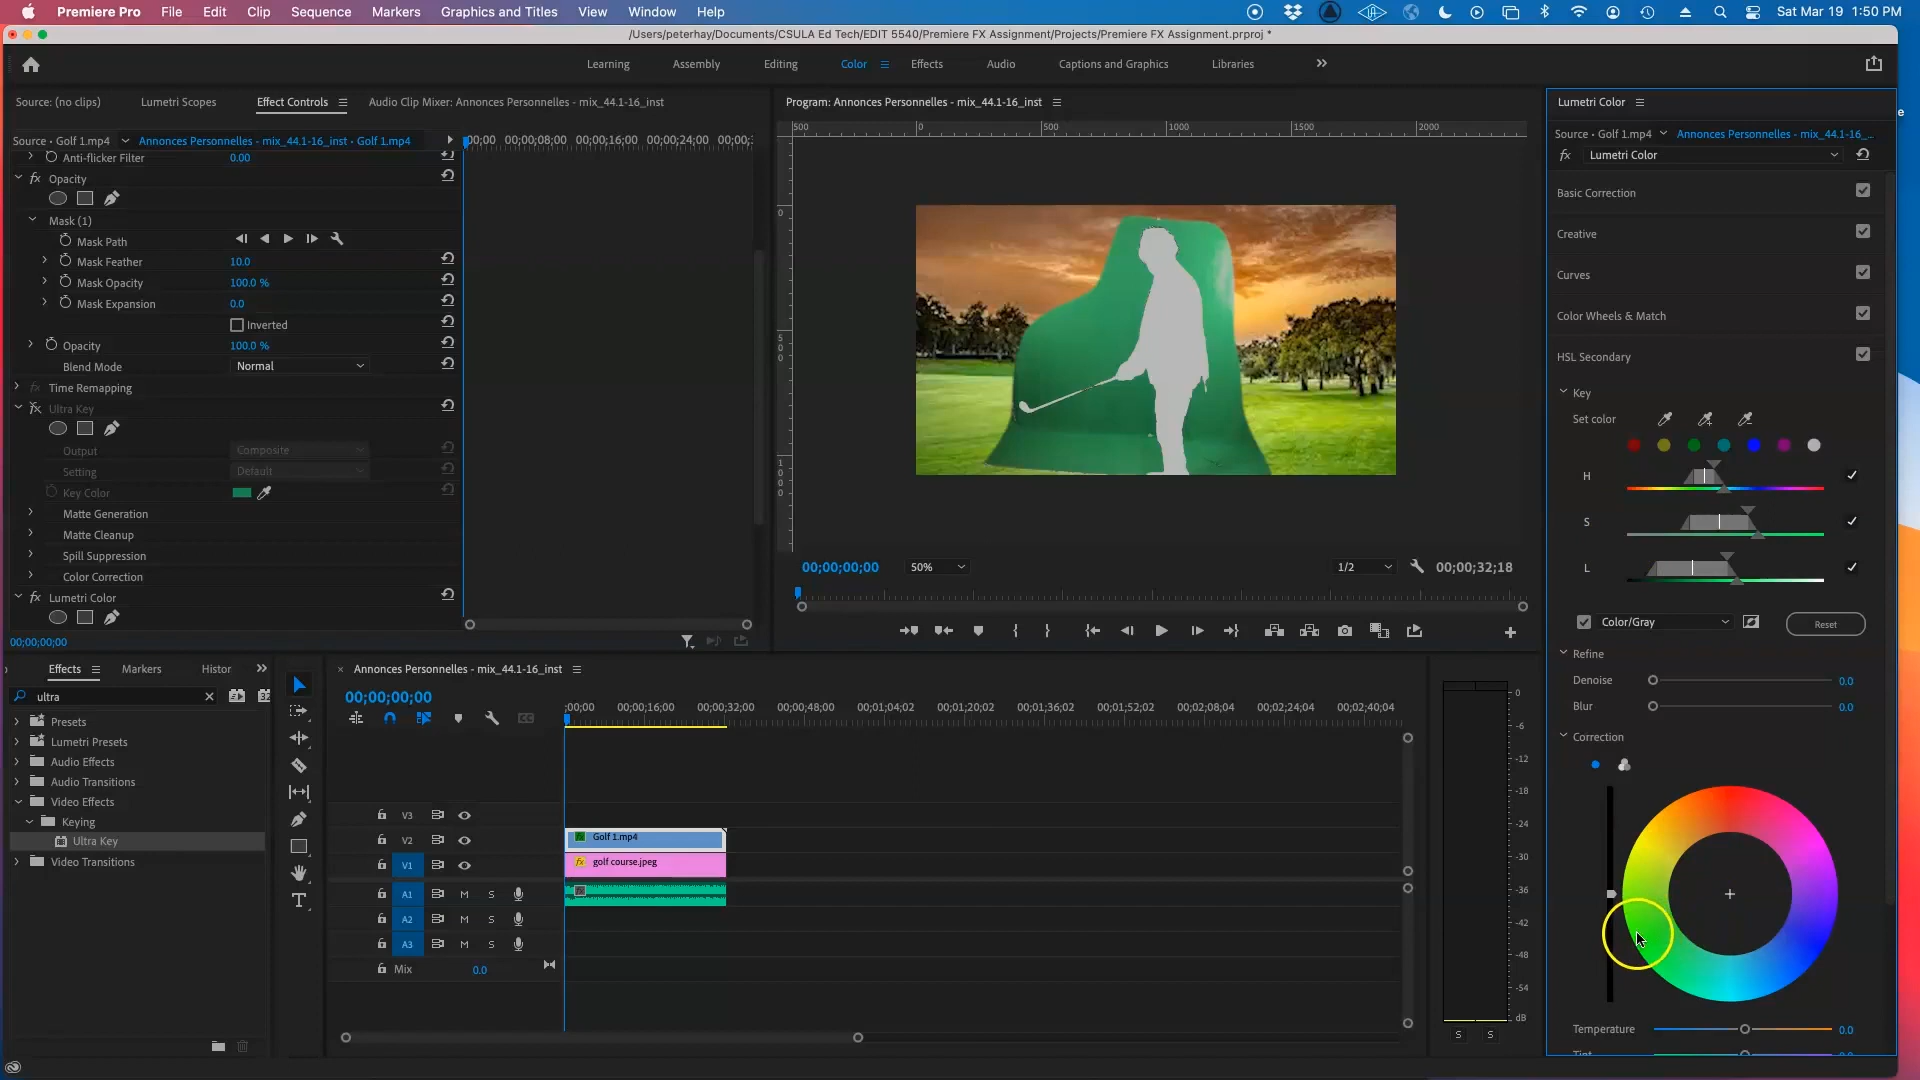 Premiere Pro File Edit Clip Sequence Markers Graphics and Titles View Window Help Sat Mar 19 1:50 PM
/Users/peterhay/Documents/CSULA Ed Tech/EDIT 5540/Premiere FX Assignment/Projects/Premiere FX Assignment.prproj *
Learning Assembly Editing Color Effects Audio Captions and Graphics Libraries
Source: (no clips) Lumetri Scopes Effect Controls Audio Clip Mixer: Annonces Personnelles - mix_44.1-16_inst
Source • Golf 1.mp4 Annonces Personnelles - mix_44.1-16_inst • Golf 1.mp4
00;00 00;00;08;00 00;00;16;00 00;00;24;00 00;00;
Anti-flicker Filter 0.00
fx Opacity
Mask (1)
Mask Path
Mask Feather 10.0
Mask Opacity 100.0 %
Mask Expansion 0.0
Inverted
Opacity 100.0 %
Blend Mode Normal
fx Time Remapping
fx Ultra Key
Output Composite
Setting Default
Key Color
Matte Generation
Matte Cleanup
Spill Suppression
Color Correction
fx Lumetri Color
00;00;00;00
Program: Annonces Personnelles - mix_44.1-16_inst
500 0 500 1000 1500 2000
0
500
1000
00;00;00;00 50% 1/2 00;00;32;18
Lumetri Color
Source • Golf 1.mp4 Annonces Personnelles - mix_44.1-16_...
fx Lumetri Color
Basic Correction
Creative
Curves
Color Wheels & Match
HSL Secondary
Key
Set color
H
S
L
Color/Gray Reset
Refine
Denoise 0.0
Blur 0.0
Correction
Temperature 0.0
Tint
Effects Markers Histor
ultra
Presets
Lumetri Presets
Audio Effects
Audio Transitions
Video Effects
Keying
Ultra Key
Video Transitions
Annonces Personnelles - mix_44.1-16_inst
00;00;00;00
:00;00 00;00;16;00 00;00;32;00 00;00;48;00 00;01;04;02 00;01;20;02 00;01;36;02 00;01;52;02 00;02;08;04 00;02;24;04 00;02;40;04
V3
V2 Golf 1.mp4
V1 fx golf course.jpeg
A1 M S
A2 M S
A3 M S
Mix 0.0
0
-6
-12
-18
-24
-30
-36
-42
-48
-54
dB
S S